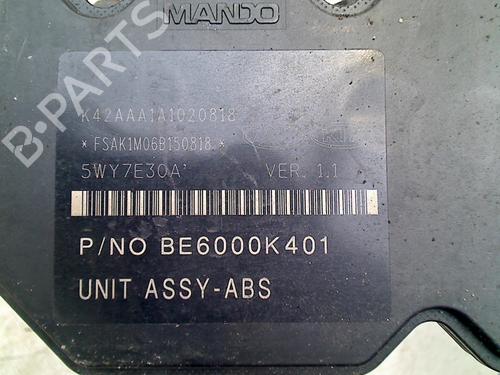 MANDO
K42AAA1A1020818
* FSAK1M06B150818 *
5WY7E30A' VER. 1.1
P/NO BE6000K401
UNIT ASSY-ABS
B-PARTS